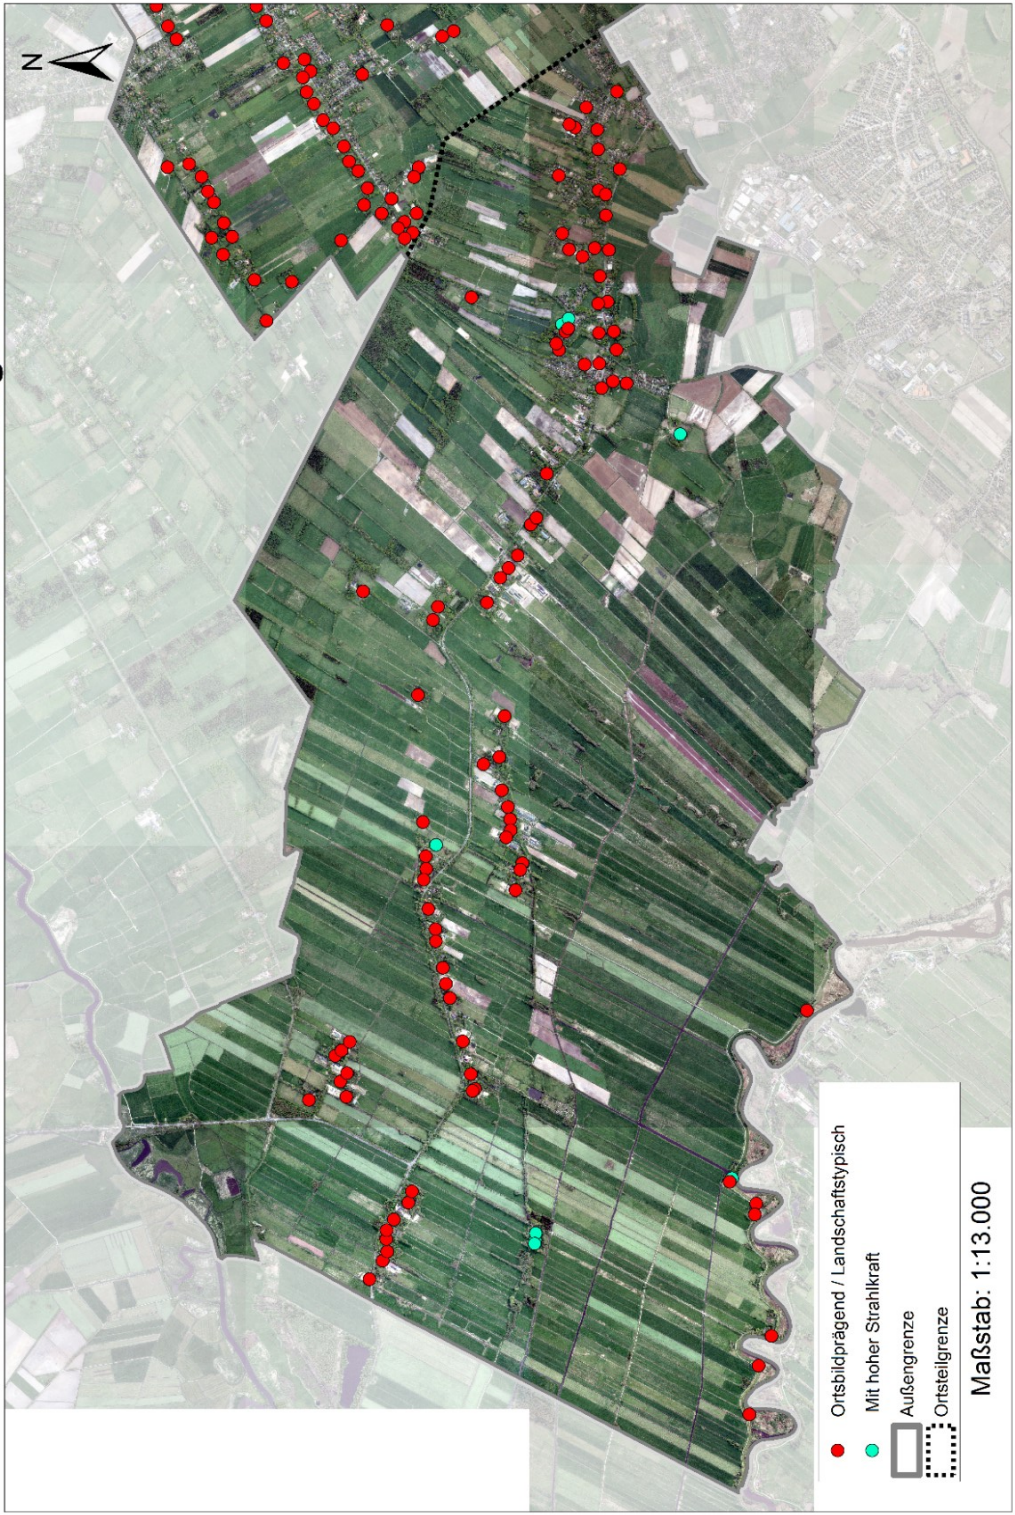 N
Ortsbildprägend / Landschaftstypisch
Mit hoher Strahlkraft
Außengrenze
Ortsteilgrenze
Maßstab: 1:13.000